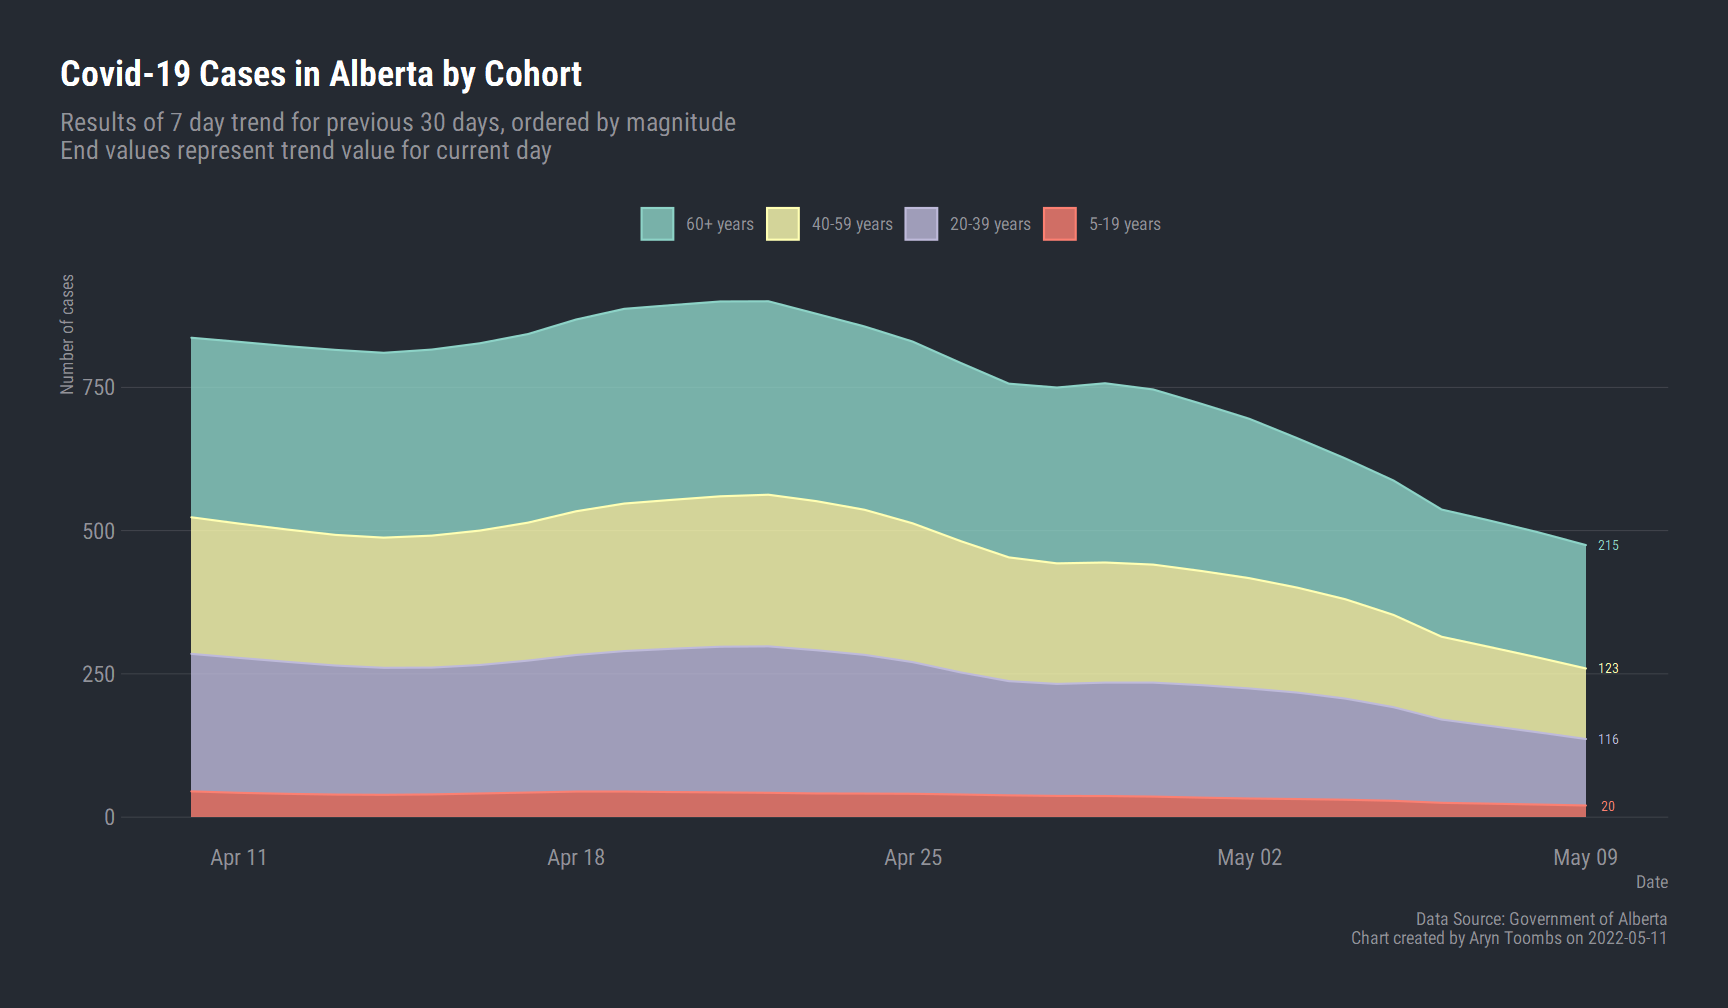 Covid-19 Cases in Alberta by Cohort
Results of 7 day trend for previous 30 days, ordered by magnitude
End values represent trend value for current day
60+ years
40-59 years
20-39 years
5-19 years
Number of cases
750
500
250
0
215
123
116
20
Apr 11
Apr 18
Apr 25
May 02
May 09
Date
Data Source: Government of Alberta
Chart created by Aryn Toombs on 2022-05-11